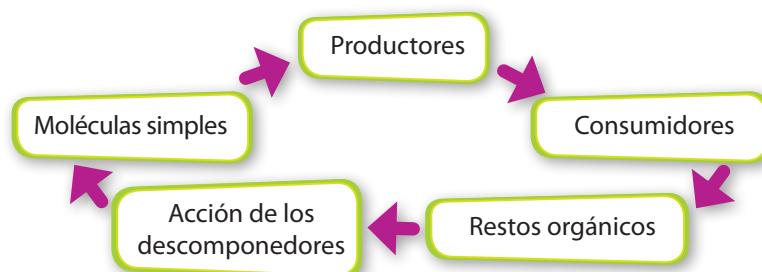 Productores
Consumidores
Restos orgánicos
Acción de los
descomponedores
Moléculas simples